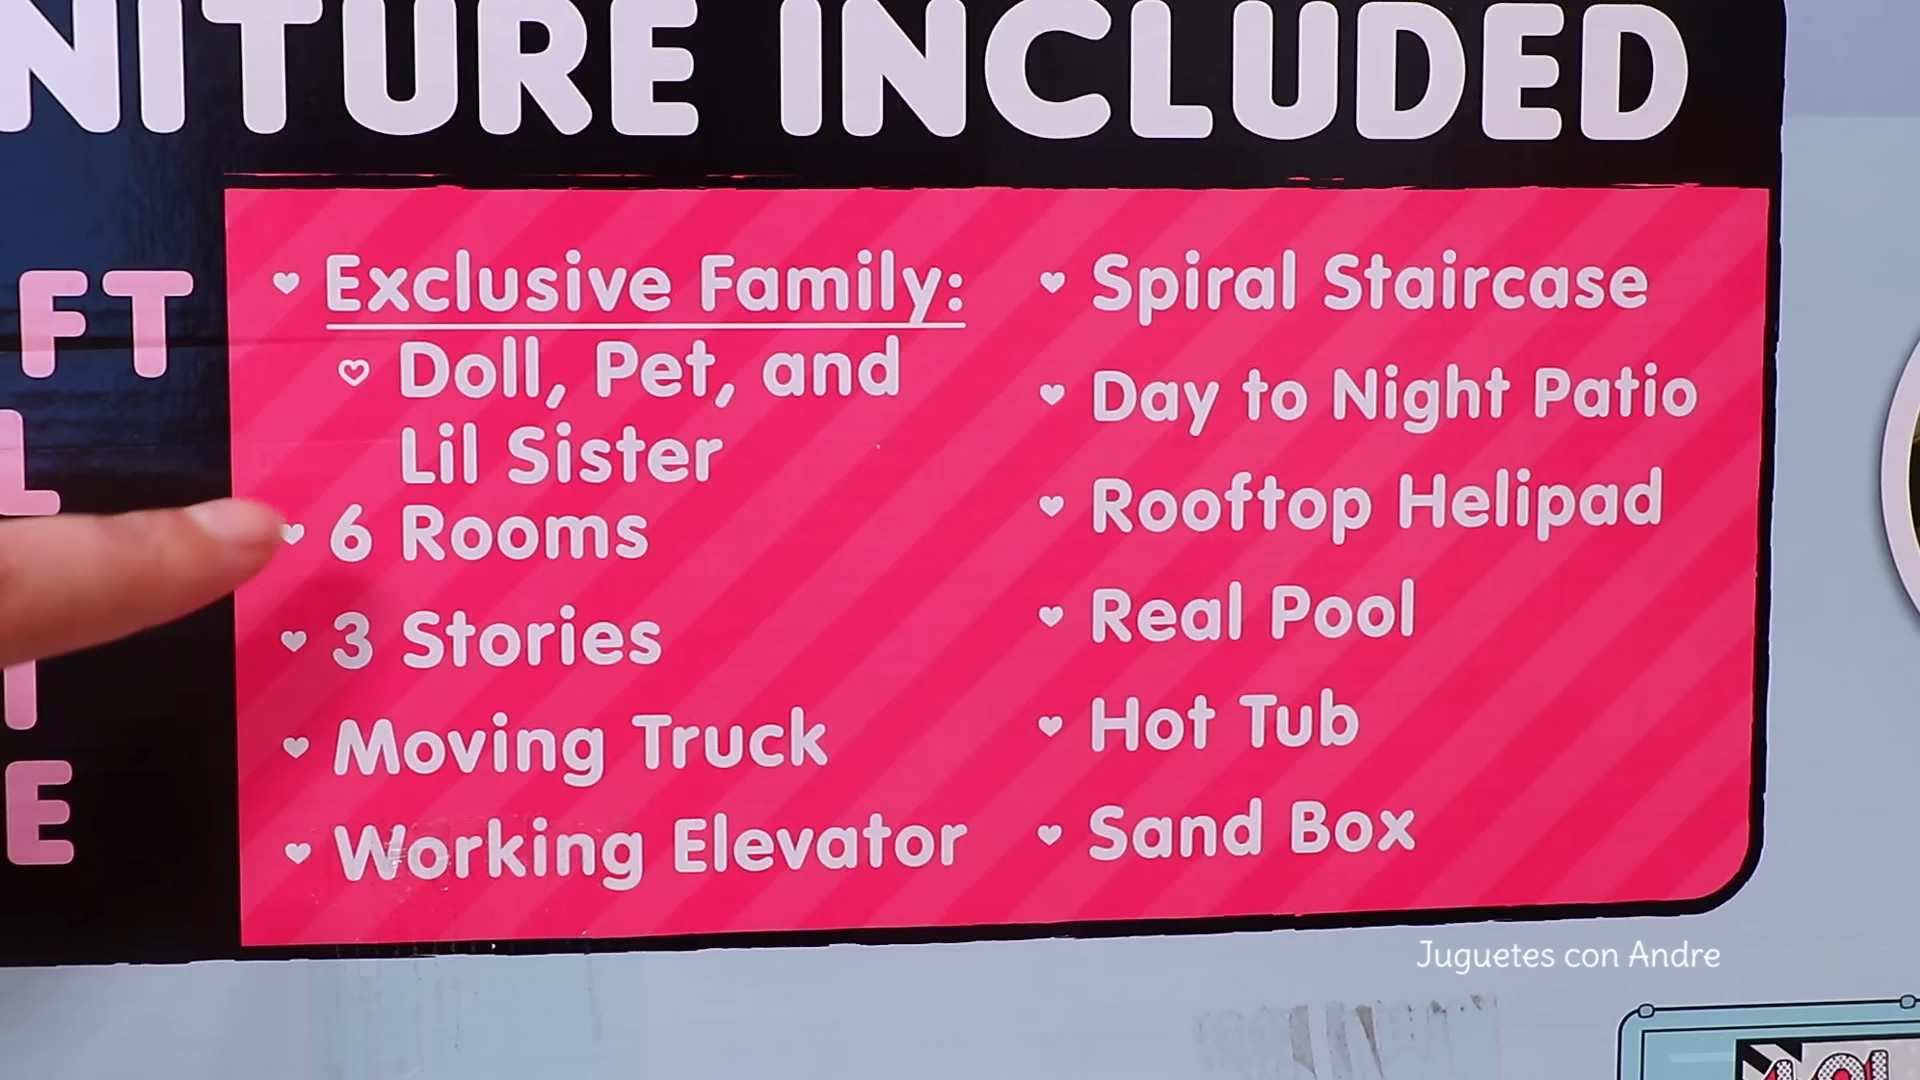 NITURE INCLUDED
FT
L
E
Exclusive Family:
Doll, Pet, and
Lil Sister
6 Rooms
3 Stories
Moving Truck
Working Elevator
Spiral Staircase
Day to Night Patio
Rooftop Helipad
Real Pool
Hot Tub
Sand Box
Juguetes con Andre